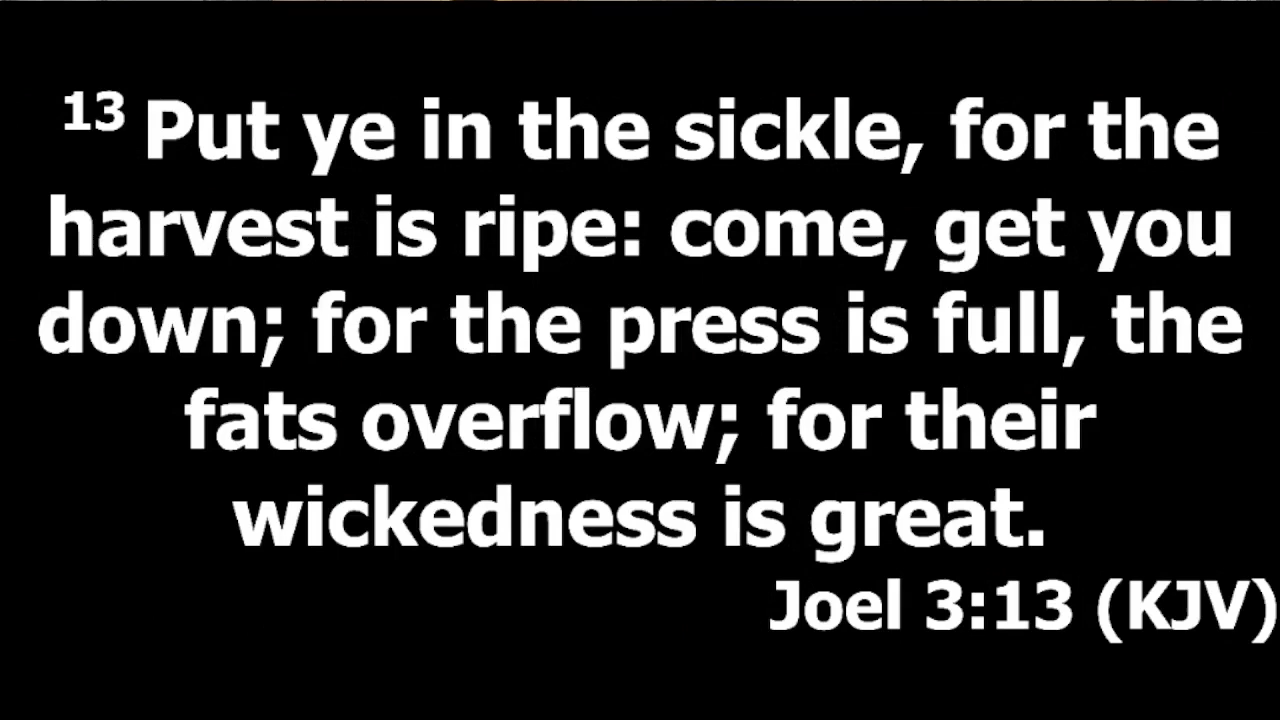 13 Put ye in the sickle, for the
harvest is ripe: come, get you
down; for the press is full, the
fats overflow; for their
wickedness is great.
Joel 3:13 (KJV)